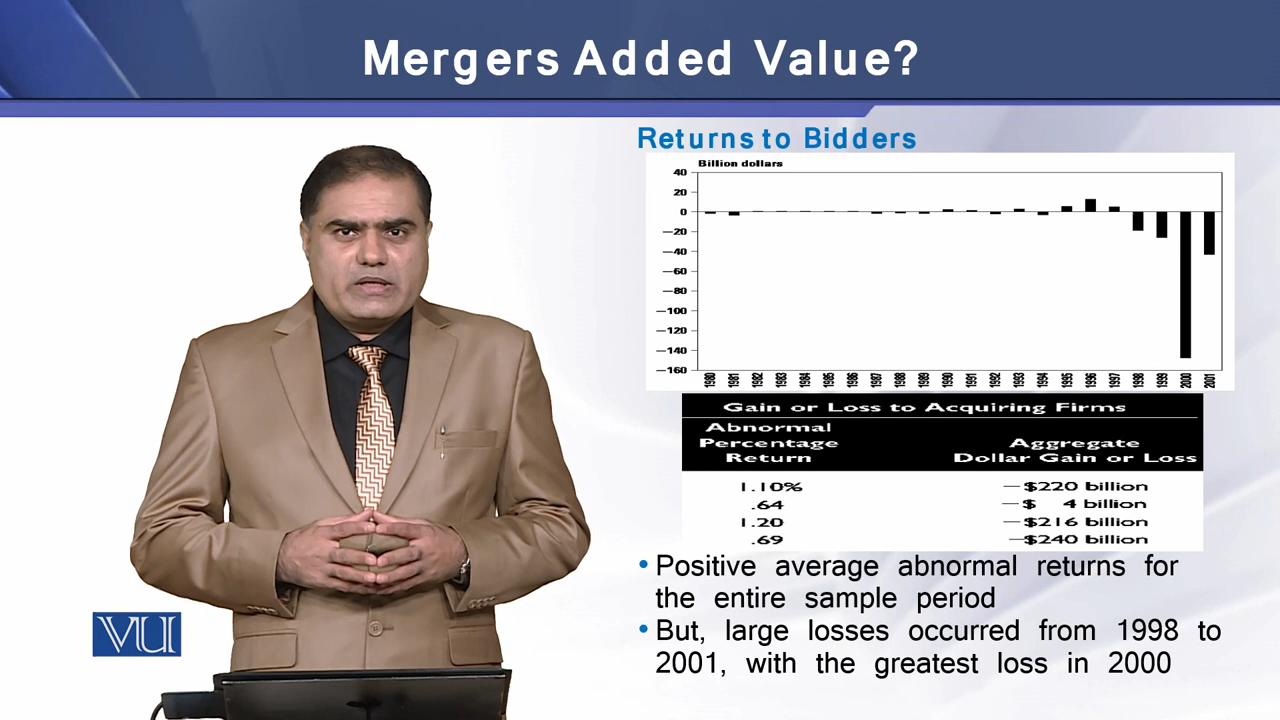 Mergers Added Value?
Returns to Bidders
Billion dollars
40
20
0
−20
−40
−60
−80
−100
−120
−140
−160
1980 1981 1982 1983 1984 1985 1986 1987 1988 1989 1990 1991 1992 1993 1994 1995 1996 1997 1998 1999 2000 2001
Gain or Loss to Acquiring Firms
Abnormal
Percentage Aggregate
Return Dollar Gain or Loss
1.10% −$220 billion
.64 −$ 4 billion
1.20 −$216 billion
.69 −$240 billion
• Positive average abnormal returns for
the entire sample period
• But, large losses occurred from 1998 to
2001, with the greatest loss in 2000
VU